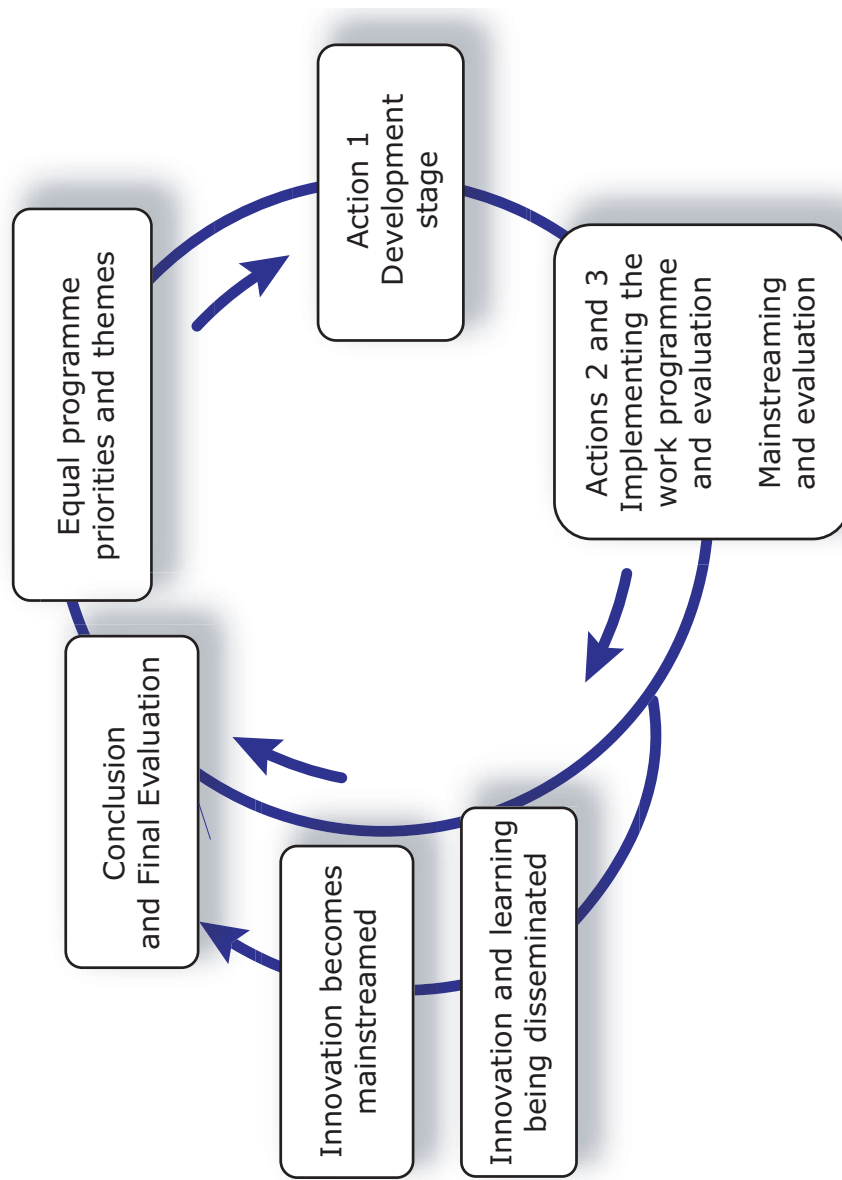 Equal programme
priorities and themes
Action 1
Development
stage
Actions 2 and 3
Implementing the
work programme
and evaluation
Mainstreaming
and evaluation
Innovation and learning
being disseminated
Innovation becomes
mainstreamed
Conclusion
and Final Evaluation